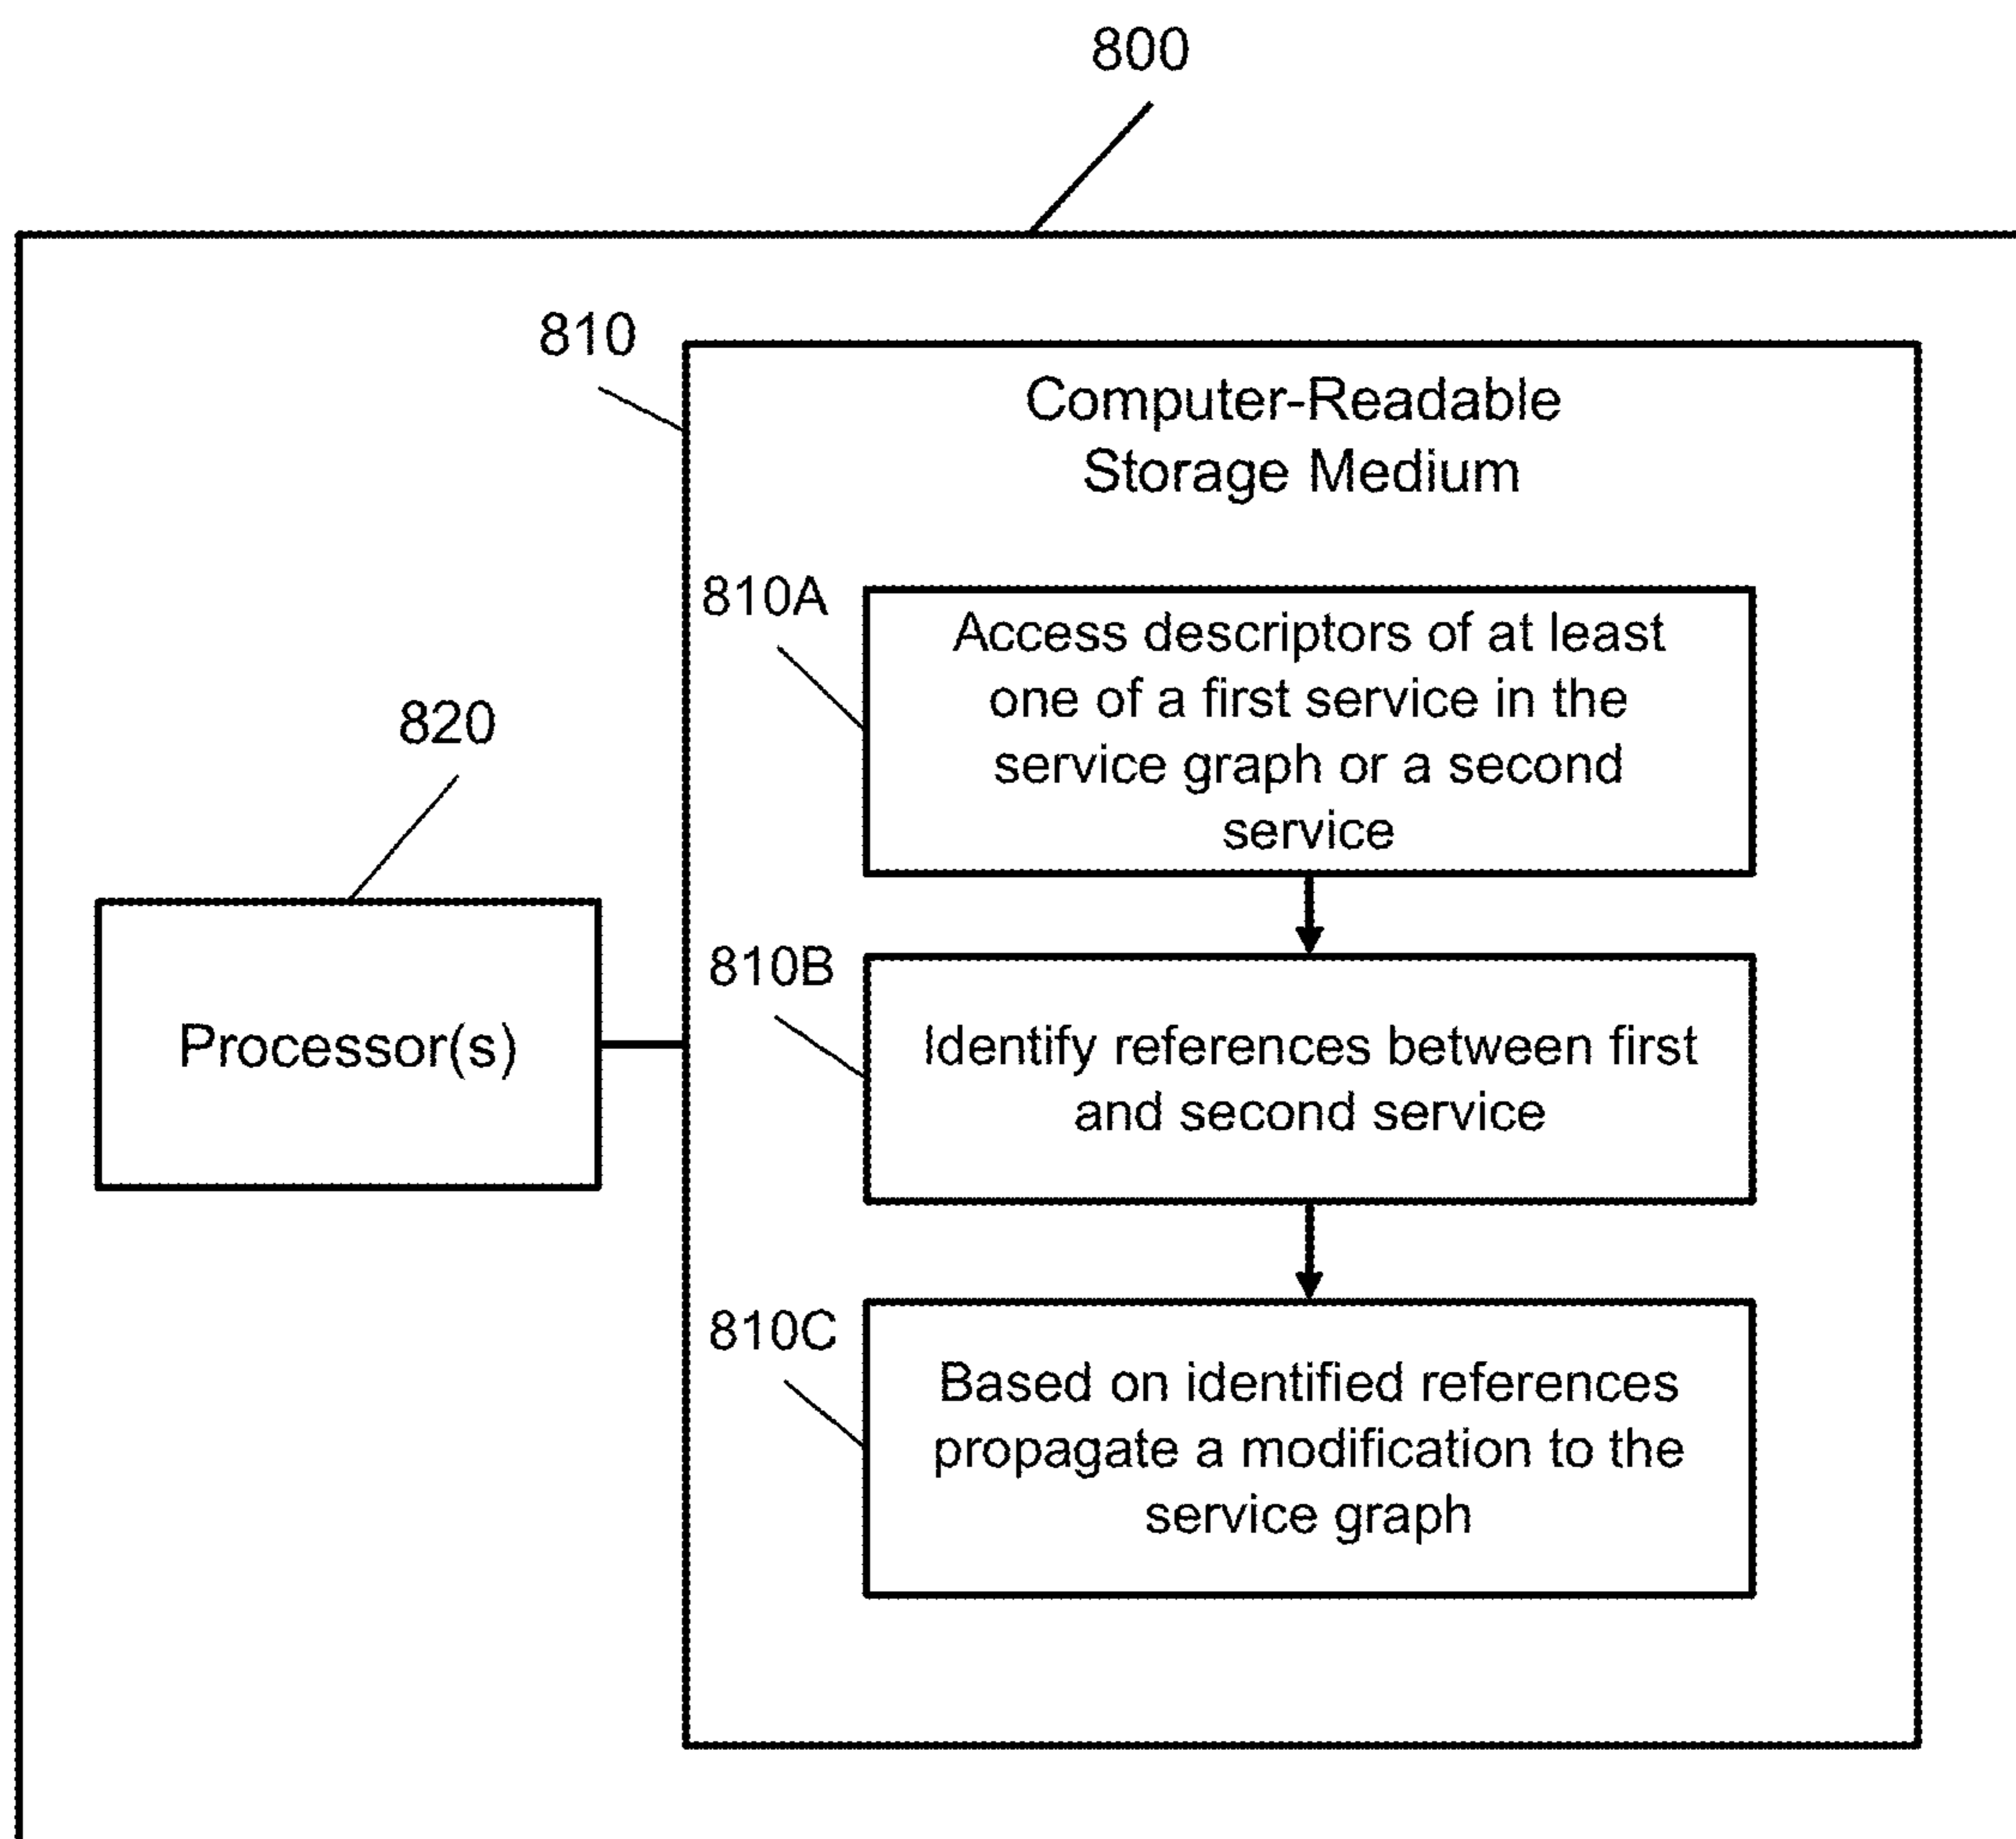 800
810
Computer-Readable
Storage Medium
810A
Access descriptors of at least
one of a first service in the
service graph or a second
service
820
Processor(s)
810B
Identify references between first
and second service
810C
Based on identified references
propagate a modification to the
service graph